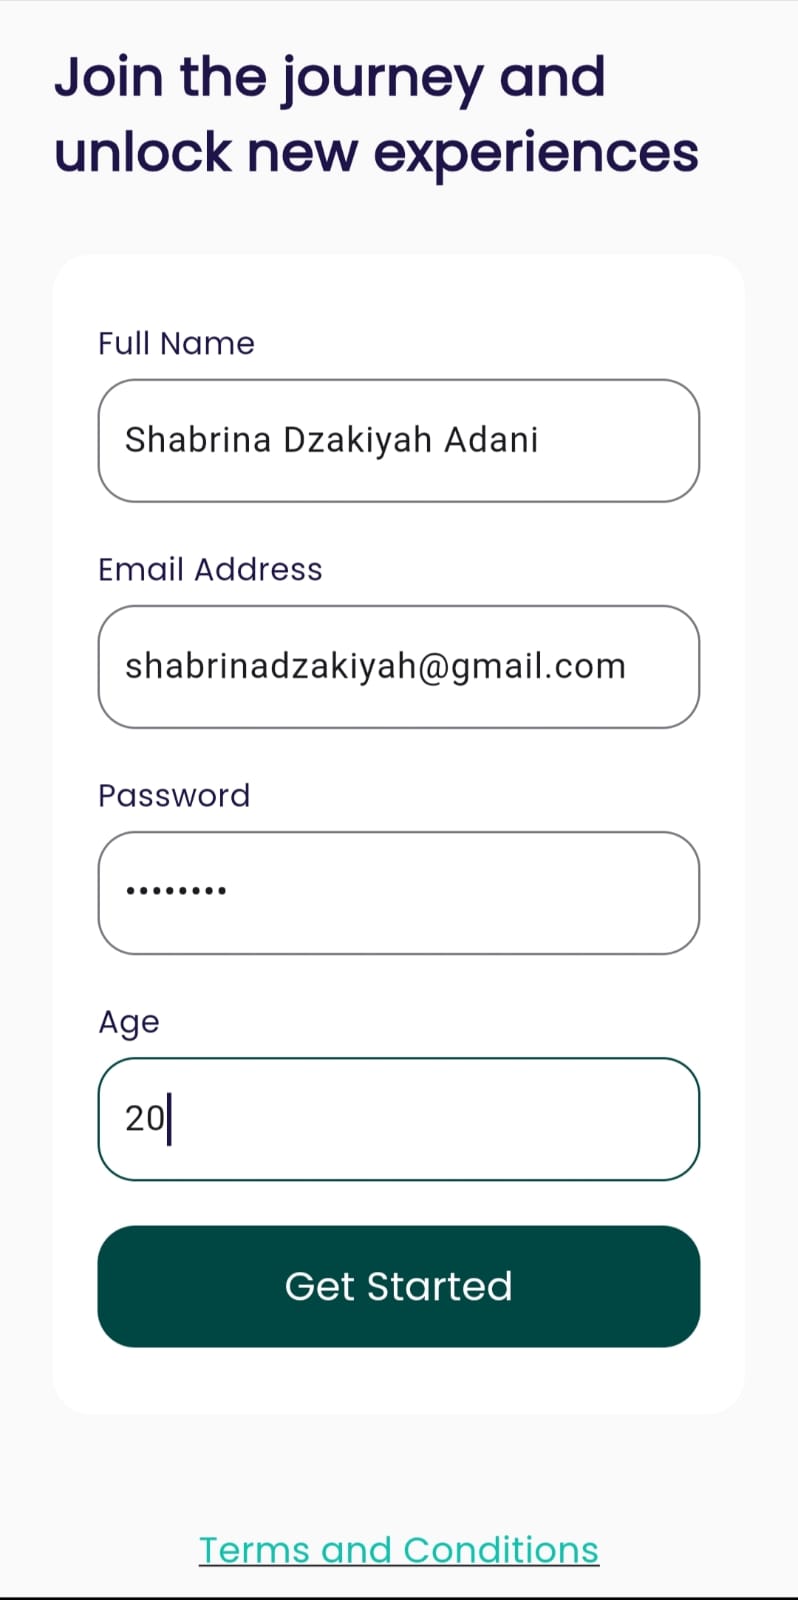 Join the journey and
unlock new experiences
Full Name
Shabrina Dzakiyah Adani
Email Address
shabrinadzakiyah@gmail.com
Password
••••••••
Age
20
Get Started
Terms and Conditions